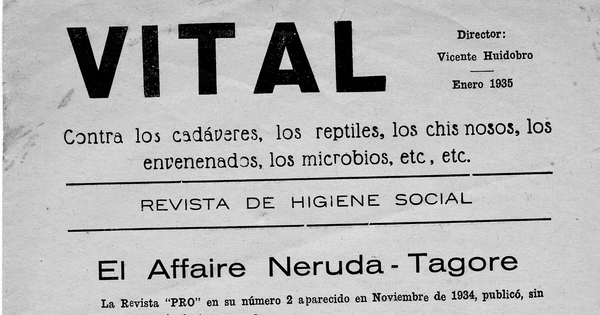 VITAL
Director:
Vicente Huidobro
Enero 1935
Contra los cadáveres, los reptiles, los chismosos, los
envenenados, los microbios, etc, etc.
REVISTA DE HIGIENE SOCIAL
El Affaire Neruda - Tagore
La Revista "PRO" en su número 2 aparecido en Noviembre de 1934, publicó, sin